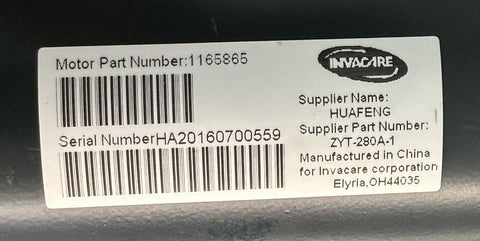 Motor Part Number:1165865
Serial NumberHA20160700559
INVACARE
Supplier Name:
HUAFENG
Supplier Part Number:
ZYT-280A-1
Manufactured in China
for Invacare corporation
Elyria,OH44035